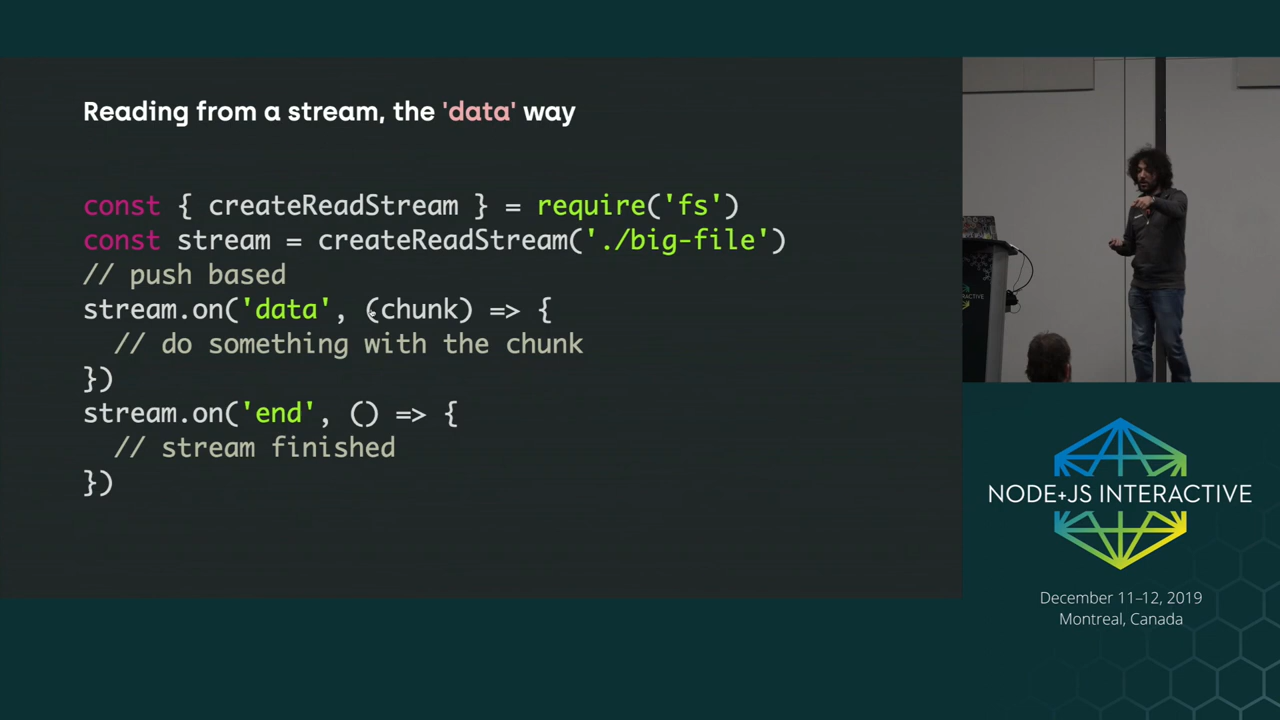 Reading from a stream, the 'data' way
const { createReadStream } = require('fs')
const stream = createReadStream('./big-file')
// push based
stream.on('data', (chunk) => {
  // do something with the chunk
})
stream.on('end', () => {
  // stream finished
})
NODE+JS INTERACTIVE
December 11–12, 2019
Montreal, Canada